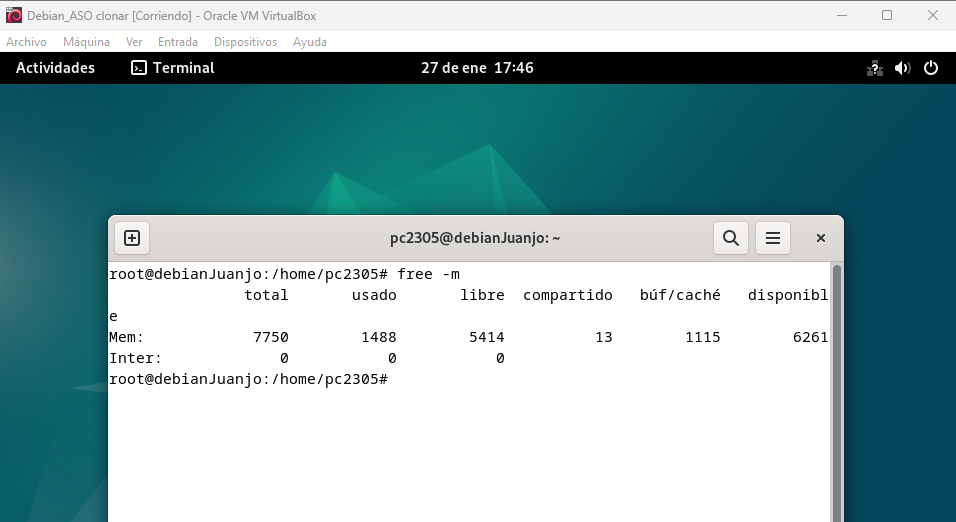 Debian_ASO clonar [Corriendo] - Oracle VM VirtualBox
Archivo Máquina Ver Entrada Dispositivos Ayuda
Actividades Terminal 27 de ene 17:46
pc2305@debianJuanjo: ~
root@debianJuanjo:/home/pc2305# free -m
total usado libre compartido búf/caché disponibl
e
Mem: 7750 1488 5414 13 1115 6261
Inter: 0 0 0
root@debianJuanjo:/home/pc2305#